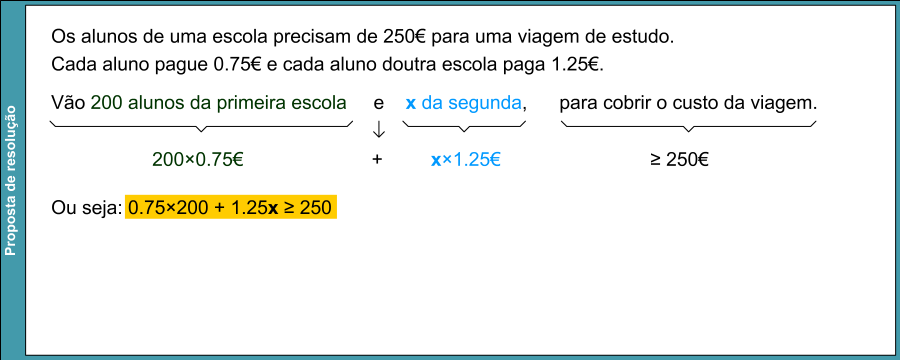 Proposta de resolução
Os alunos de uma escola precisam de 250€ para uma viagem de estudo.
Cada aluno pague 0.75€ e cada aluno doutra escola paga 1.25€.
Vão 200 alunos da primeira escola e x da segunda, para cobrir o custo da viagem.
200×0.75€ + x×1.25€ ≥ 250€
Ou seja: 0.75×200 + 1.25x ≥ 250